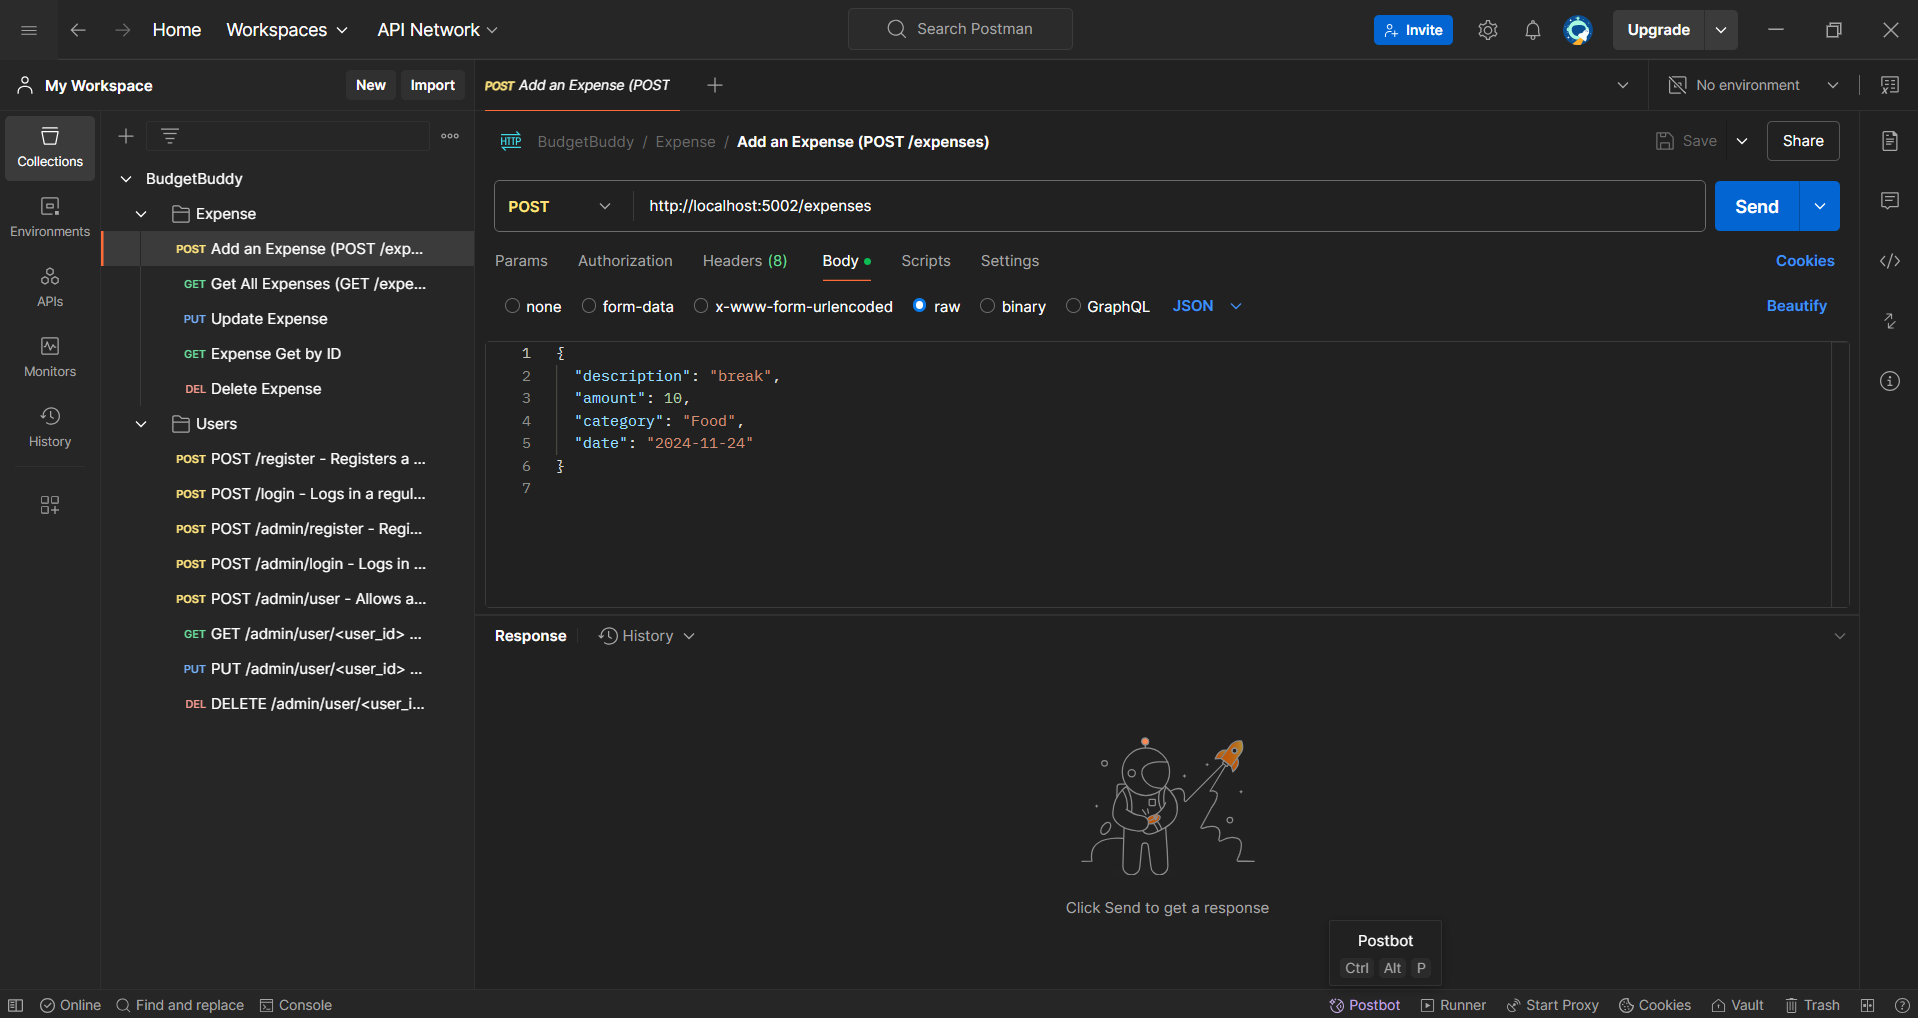 Home Workspaces API Network Search Postman Invite Upgrade
My Workspace New Import POST Add an Expense (POST No environment
Collections
Environments
APIs
Monitors
History
BudgetBuddy
Expense
POST Add an Expense (POST /exp...
GET Get All Expenses (GET /expe...
PUT Update Expense
GET Expense Get by ID
DEL Delete Expense
Users
POST POST /register - Registers a ...
POST POST /login - Logs in a regul...
POST POST /admin/register - Regi...
POST POST /admin/login - Logs in ...
POST POST /admin/user - Allows a...
GET GET /admin/user/<user_id> ...
PUT PUT /admin/user/<user_id> ...
DEL DELETE /admin/user/<user_i...
HTTP BudgetBuddy / Expense / Add an Expense (POST /expenses) Save Share
POST http://localhost:5002/expenses Send
Params Authorization Headers (8) Body Scripts Settings Cookies
none form-data x-www-form-urlencoded raw binary GraphQL JSON Beautify
1 {
2 "description": "break",
3 "amount": 10,
4 "category": "Food",
5 "date": "2024-11-24"
6 }
7
Response History
Click Send to get a response
Postbot
Ctrl Alt P
Online Find and replace Console Postbot Runner Start Proxy Cookies Vault Trash